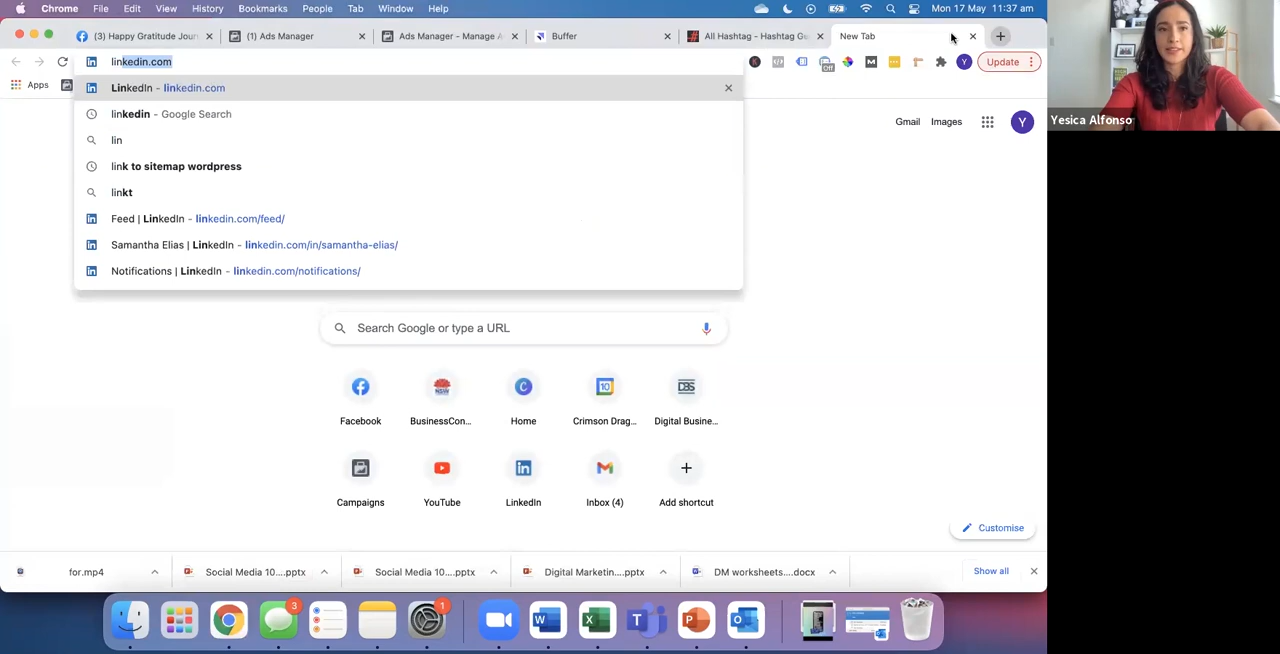 Chrome File Edit View History Bookmarks People Tab Window Help Mon 17 May 11:37 am
(3) Happy Gratitude Jour (1) Ads Manager Ads Manager - Manage A Buffer All Hashtag - Hashtag Ge New Tab
linkedin.com Off Y Update
Apps
LinkedIn - linkedin.com
linkedin - Google Search
lin
link to sitemap wordpress
linkt
Feed | LinkedIn - linkedin.com/feed/
Samantha Elias | LinkedIn - linkedin.com/in/samantha-elias/
Notifications | LinkedIn - linkedin.com/notifications/
Gmail Images Y
Yesica Alfonso
Search Google or type a URL
Facebook BusinessCon... Home Crimson Drag... Digital Busine...
Campaigns YouTube LinkedIn Inbox (4) Add shortcut
Customise
for.mp4 Social Media 10....pptx Social Media 10....pptx Digital Marketin....pptx DM worksheets....docx Show all
3 1